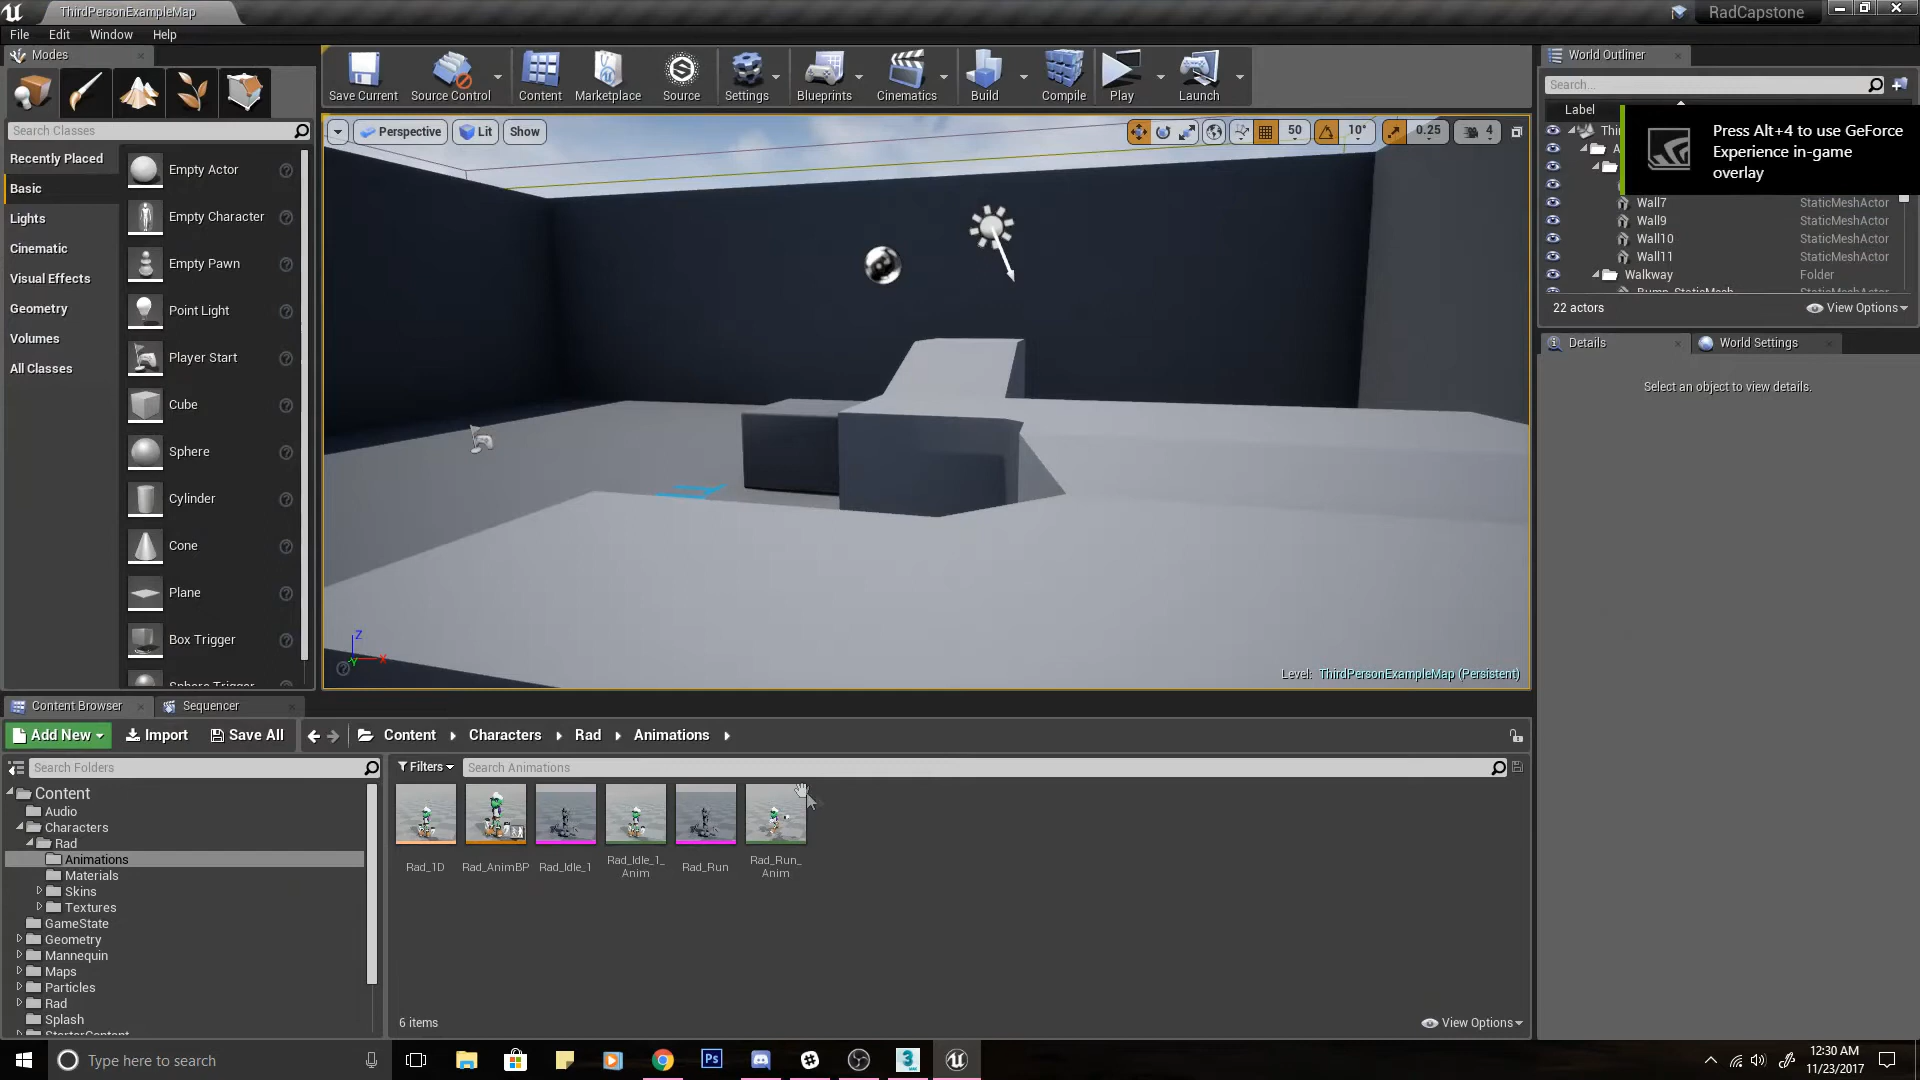 ThirdPersonExampleMap
RadCapstone
File Edit Window Help
Modes
Search Classes
Recently Placed
Basic
Lights
Cinematic
Visual Effects
Geometry
Volumes
All Classes
Empty Actor
Empty Character
Empty Pawn
Point Light
Player Start
Cube
Sphere
Cylinder
Cone
Plane
Box Trigger
Sphere Trigger
Save Current
Source Control
Content
Marketplace
Source
Settings
Blueprints
Cinematics
Build
Compile
Play
Launch
Perspective
Lit
Show
50
10°
0.25
4
Z
X
Y
Level: ThirdPersonExampleMap (Persistent)
World Outliner
Search...
Label
Press Alt+4 to use GeForce
Experience in-game
overlay
Thi
A
Wall7 StaticMeshActor
Wall9 StaticMeshActor
Wall10 StaticMeshActor
Wall11 StaticMeshActor
Walkway Folder
Bump_StaticMesh
22 actors
View Options
Details
World Settings
Select an object to view details.
Content Browser
Sequencer
Add New
Import
Save All
Content
Characters
Rad
Animations
Search Folders
Filters
Search Animations
Content
Audio
Characters
Rad
Animations
Materials
Skins
Textures
GameState
Geometry
Mannequin
Maps
Particles
Rad
Splash
StarterContent
Rad_1D
Rad_AnimBP
Rad_Idle_1
Rad_Idle_1_
Anim
Rad_Run
Rad_Run_
Anim
6 items
View Options
Type here to search
Ps
3
12:30 AM
11/23/2017